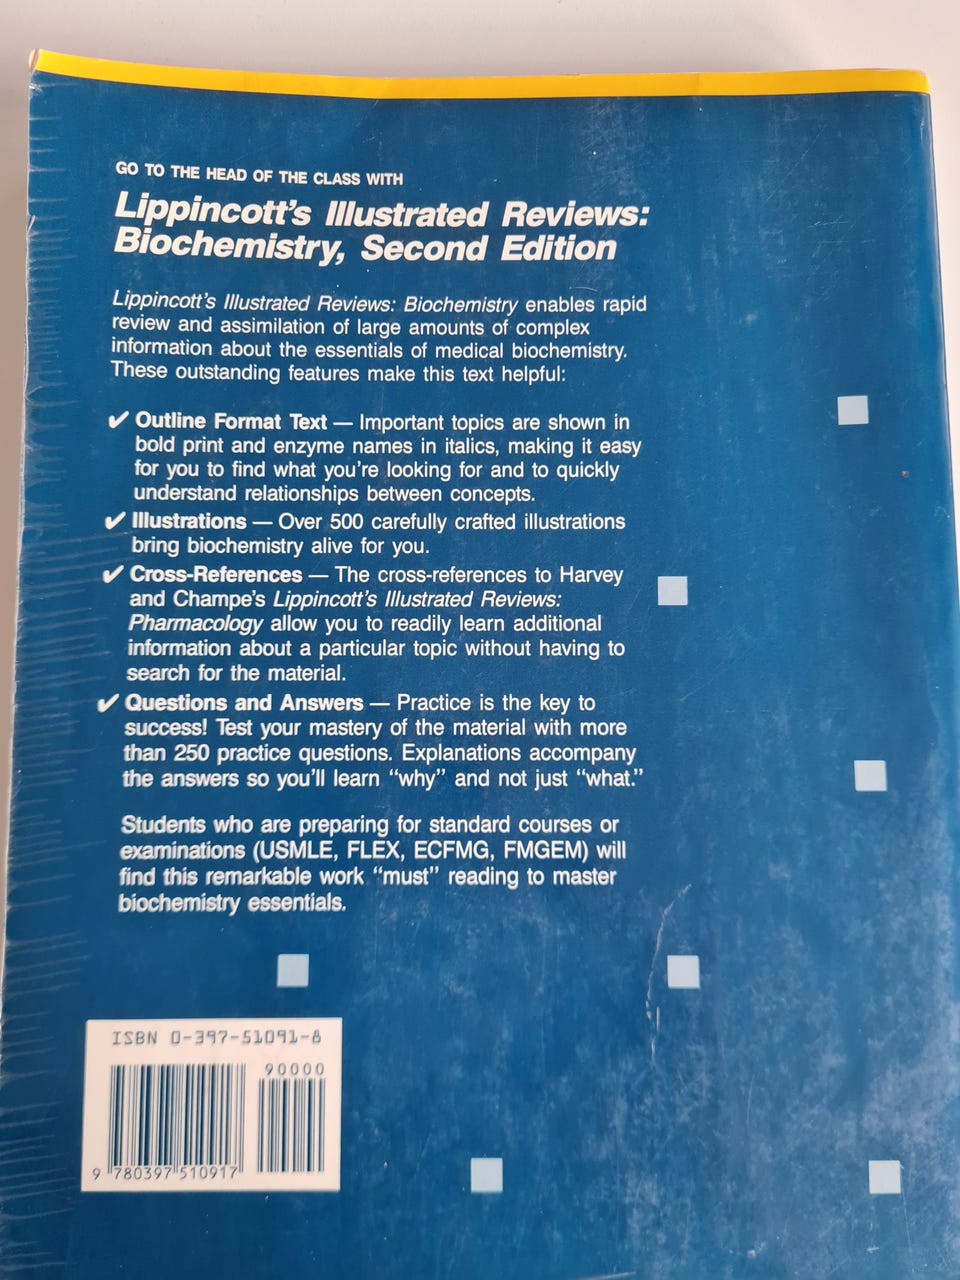 GO TO THE HEAD OF THE CLASS WITH
Lippincott's Illustrated Reviews:
Biochemistry, Second Edition
Lippincott's Illustrated Reviews: Biochemistry enables rapid
review and assimilation of large amounts of complex
information about the essentials of medical biochemistry.
These outstanding features make this text helpful:
✔ Outline Format Text — Important topics are shown in
bold print and enzyme names in italics, making it easy
for you to find what you're looking for and to quickly
understand relationships between concepts.
✔ Illustrations — Over 500 carefully crafted illustrations
bring biochemistry alive for you.
✔ Cross-References — The cross-references to Harvey
and Champe's Lippincott's Illustrated Reviews:
Pharmacology allow you to readily learn additional
information about a particular topic without having to
search for the material.
✔ Questions and Answers — Practice is the key to
success! Test your mastery of the material with more
than 250 practice questions. Explanations accompany
the answers so you'll learn "why" and not just "what."
Students who are preparing for standard courses or
examinations (USMLE, FLEX, ECFMG, FMGEM) will
find this remarkable work "must" reading to master
biochemistry essentials.
ISBN 0-397-51091-8
90000
9 780397 510917